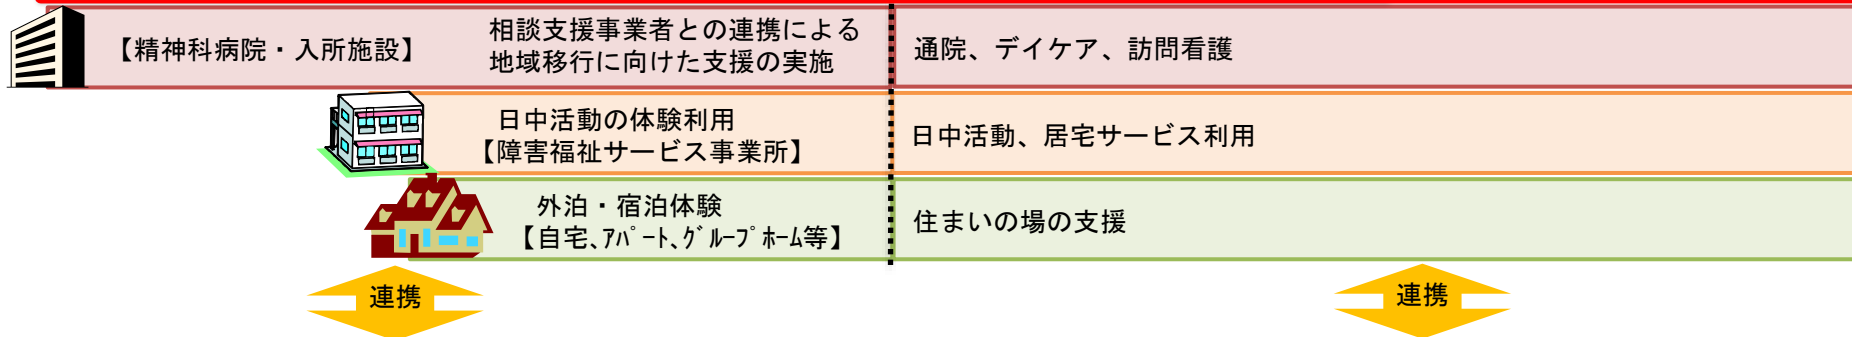 【精神科病院・入所施設】
相談支援事業者との連携による
地域移行に向けた支援の実施
通院、デイケア、訪問看護
日中活動の体験利用
【障害福祉サービス事業所】
日中活動、居宅サービス利用
外泊・宿泊体験
【自宅、ｱﾊﾟｰﾄ、ｸﾞﾙｰﾌﾟﾎｰﾑ等】
住まいの場の支援
連携
連携